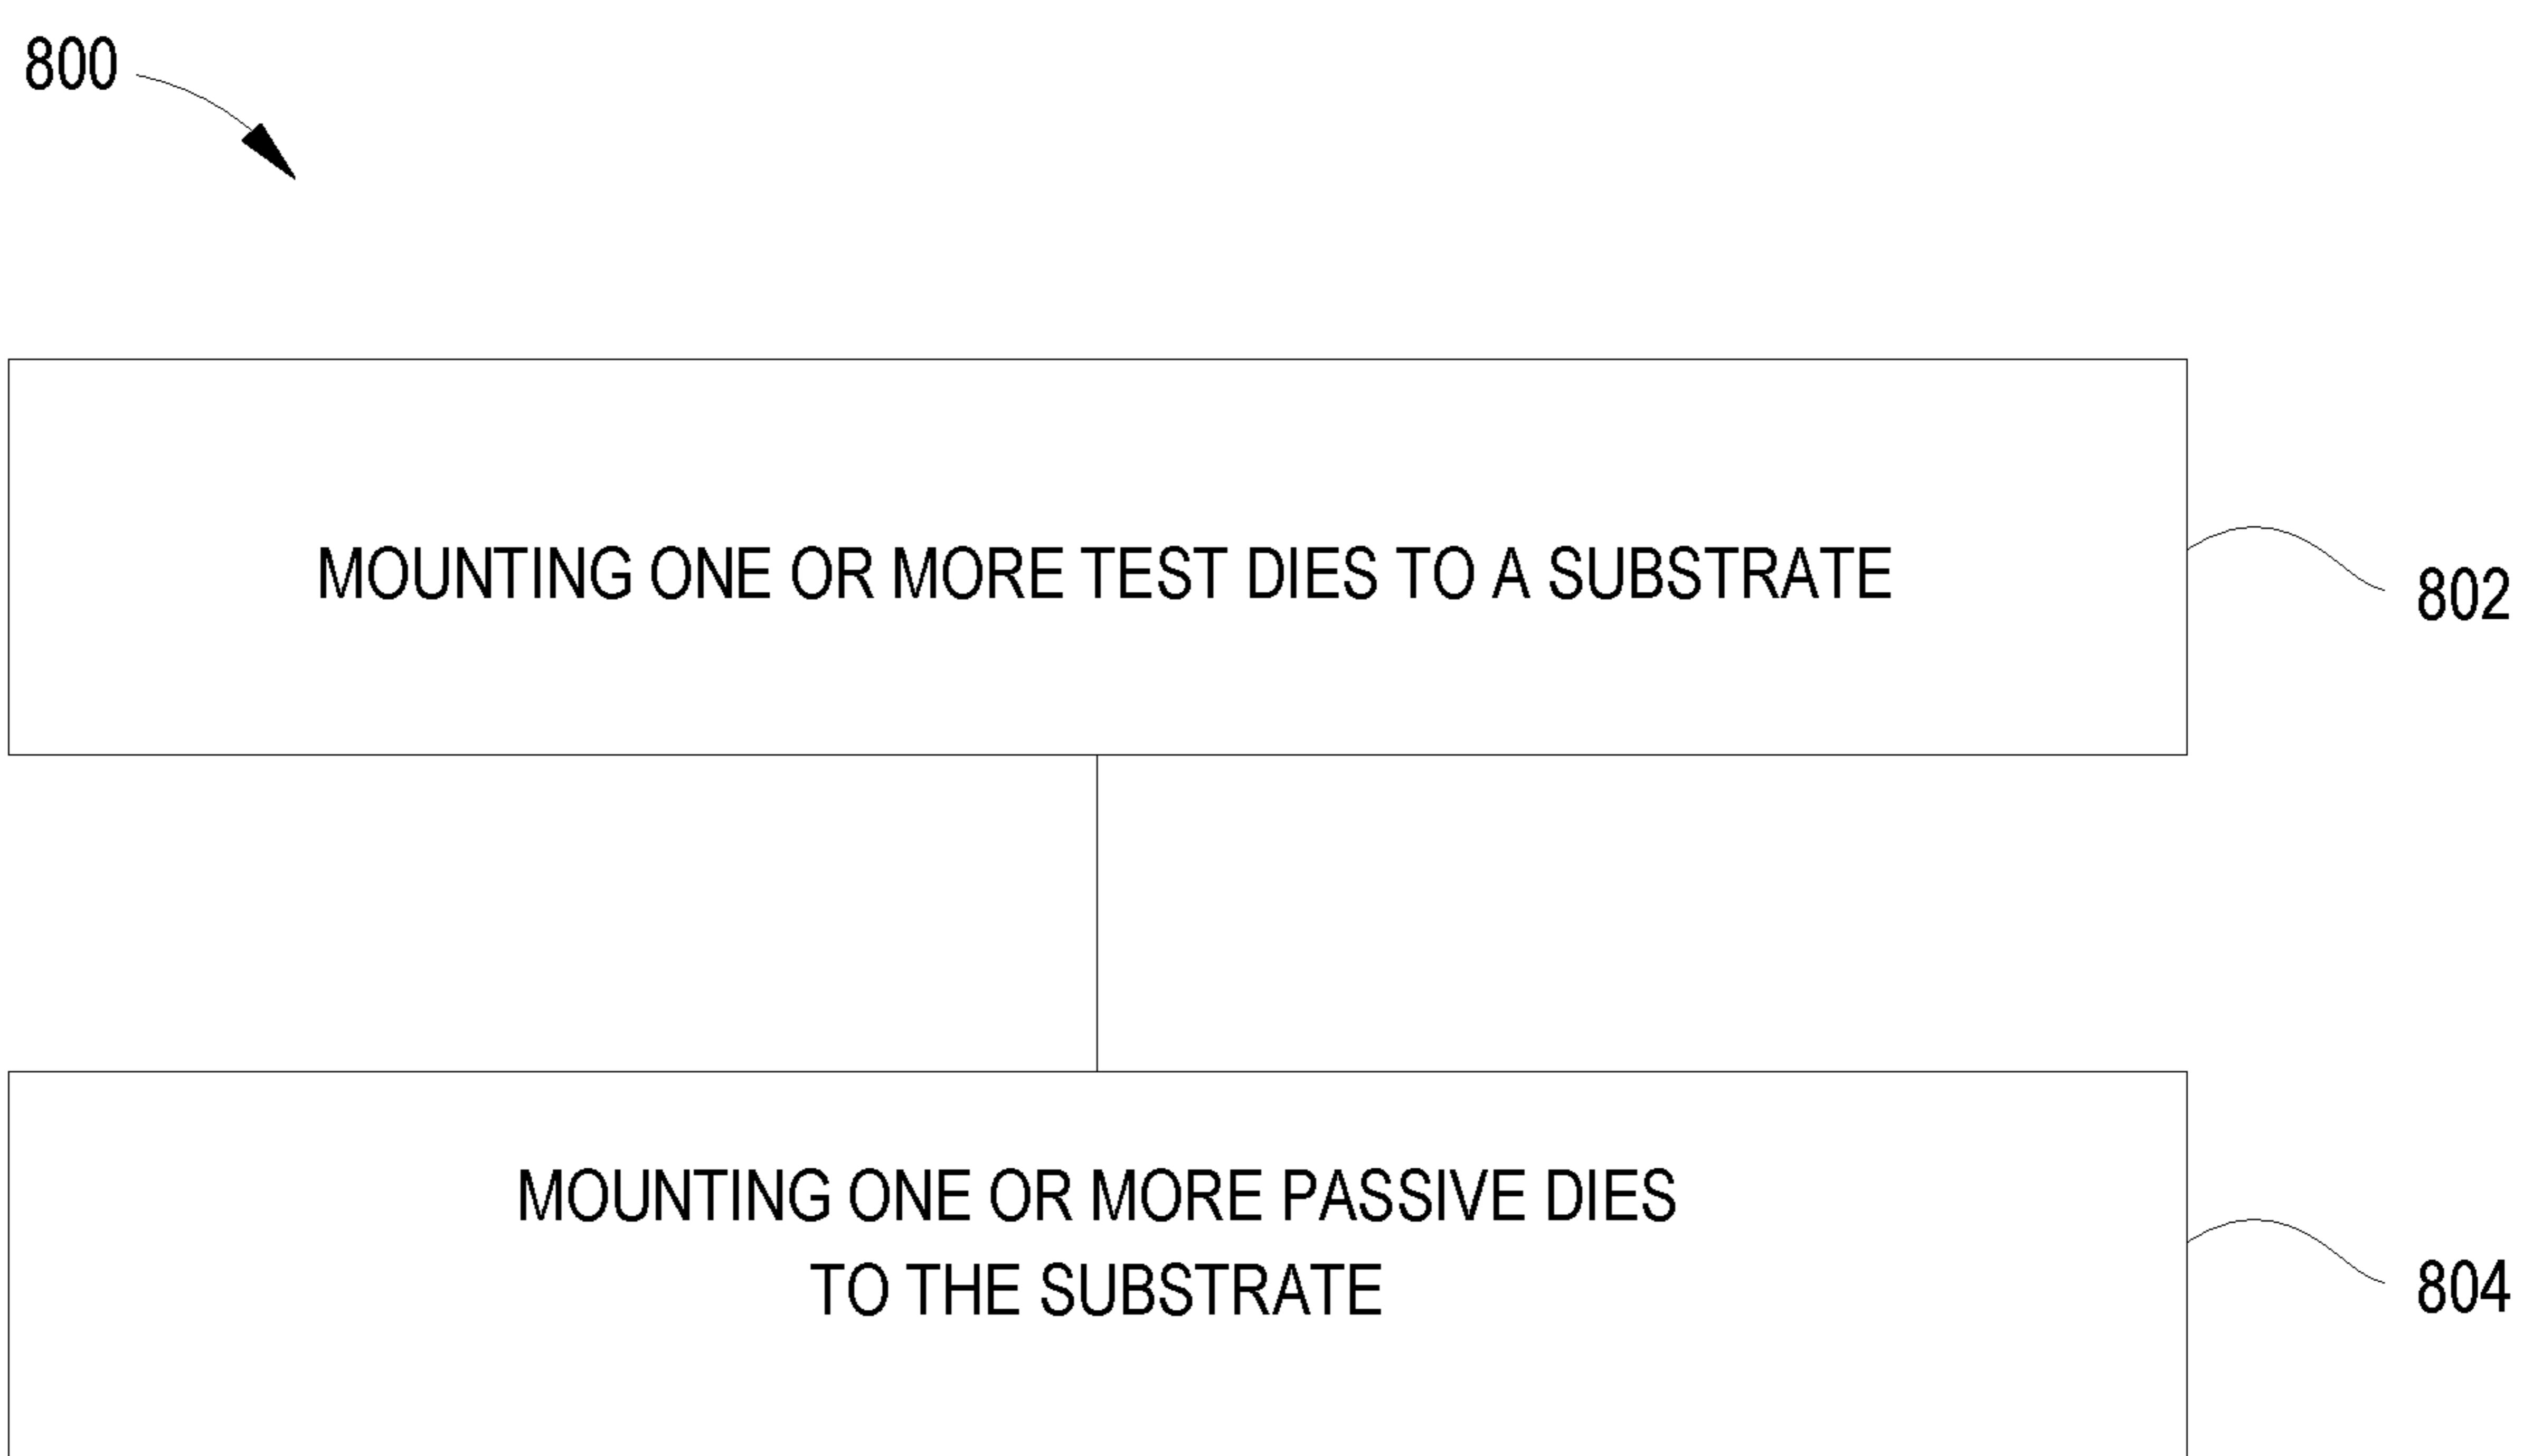 800
MOUNTING ONE OR MORE TEST DIES TO A SUBSTRATE
802
MOUNTING ONE OR MORE PASSIVE DIES
TO THE SUBSTRATE
804